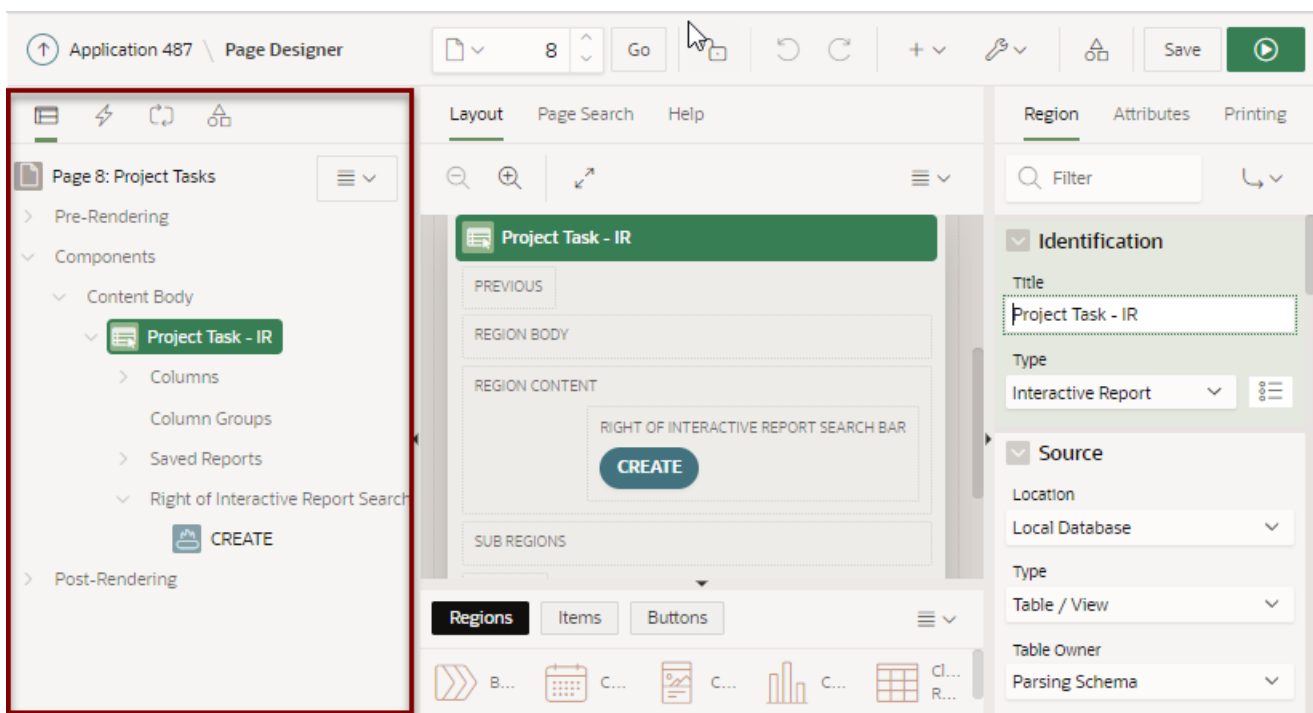 Application 487 \ Page Designer
8
Go
Save
Layout
Page Search
Help
Region
Attributes
Printing
Page 8: Project Tasks
Filter
Pre-Rendering
Components
Content Body
Project Task - IR
Columns
Column Groups
Saved Reports
Right of Interactive Report Search
CREATE
Post-Rendering
Project Task - IR
PREVIOUS
REGION BODY
REGION CONTENT
RIGHT OF INTERACTIVE REPORT SEARCH BAR
CREATE
SUB REGIONS
Regions
Items
Buttons
B...
C...
C...
C...
Cl...
R...
Identification
Title
Project Task - IR
Type
Interactive Report
Source
Location
Local Database
Type
Table / View
Table Owner
Parsing Schema